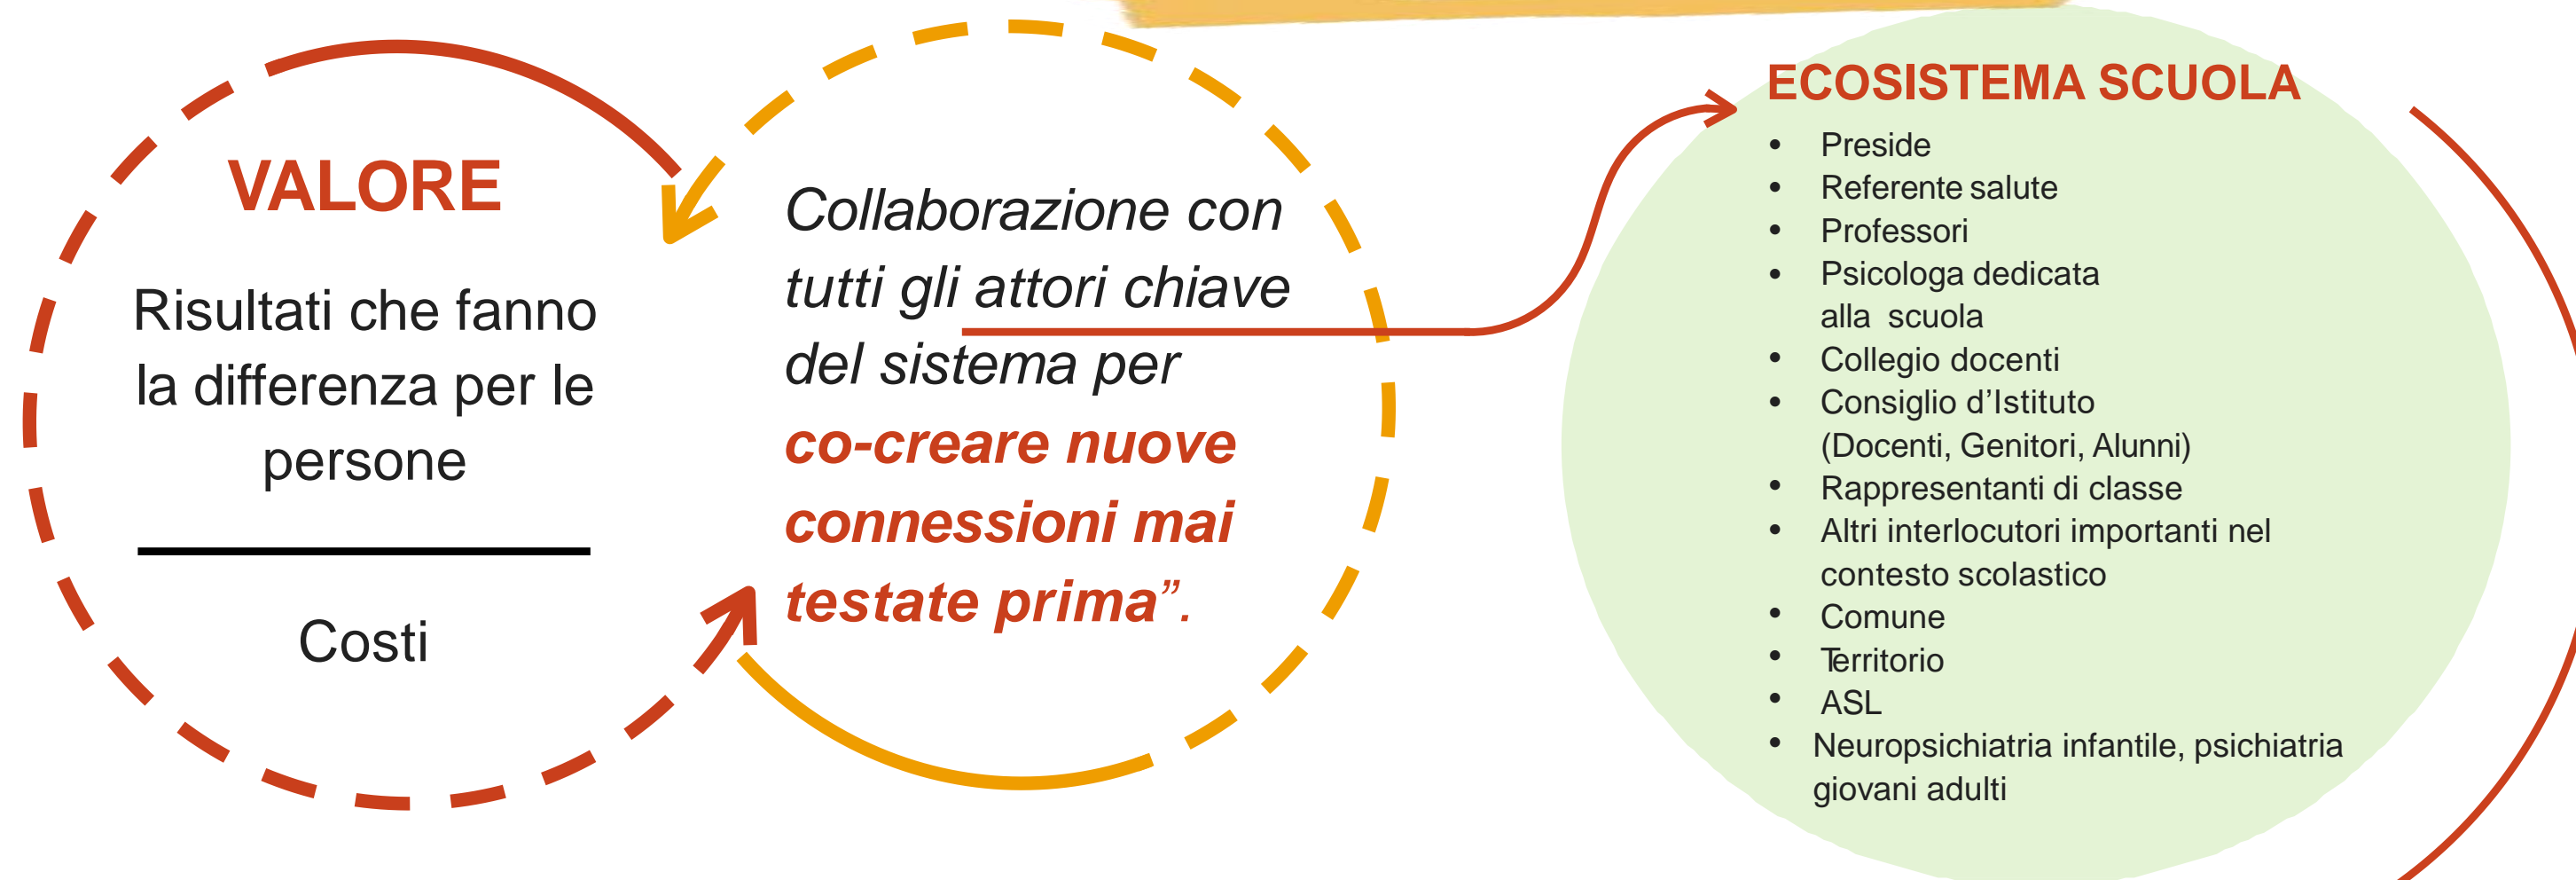 VALORE
Risultati che fanno
la differenza per le
persone
Costi
Collaborazione con
tutti gli attori chiave
del sistema per
co-creare nuove
connessioni mai
testate prima”.
ECOSISTEMA SCUOLA
• Preside
• Referente salute
• Professori
• Psicologa dedicata
alla scuola
• Collegio docenti
• Consiglio d’Istituto
(Docenti, Genitori, Alunni)
• Rappresentanti di classe
• Altri interlocutori importanti nel
contesto scolastico
• Comune
• Territorio
• ASL
• Neuropsichiatria infantile, psichiatria
giovani adulti